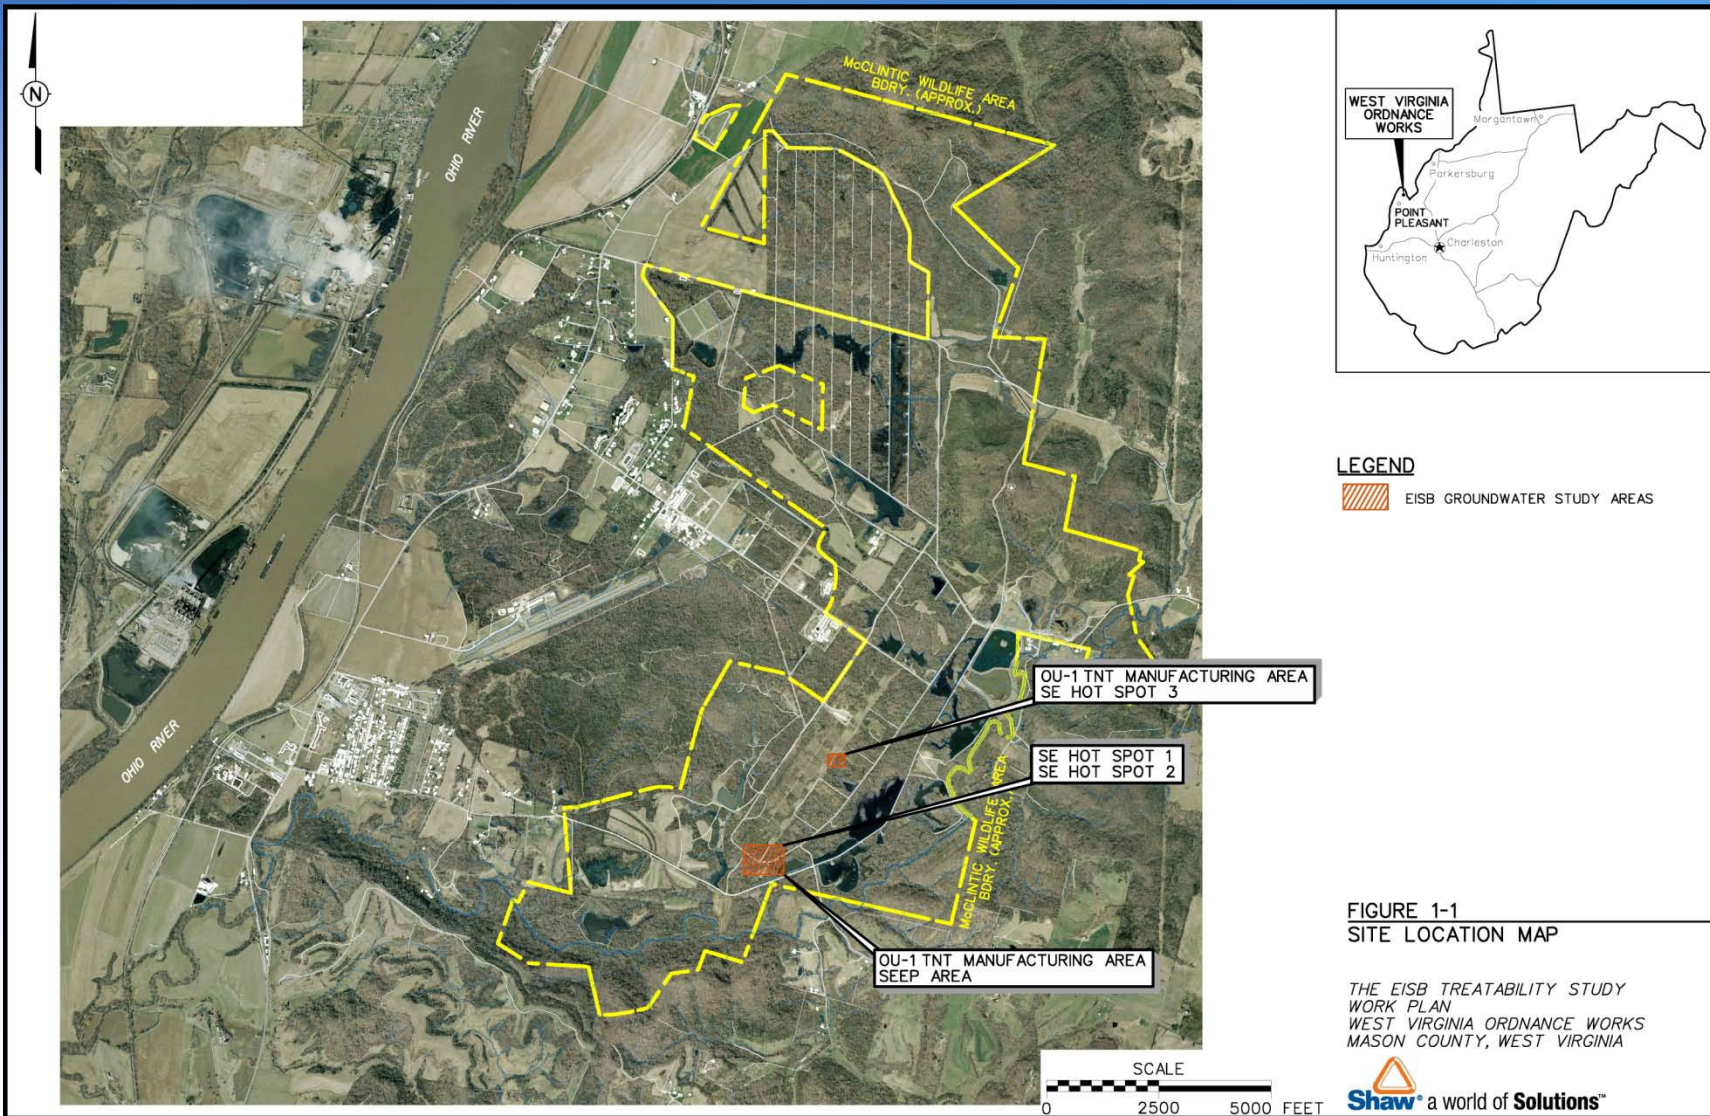 N
OHIO RIVER
McCLINTIC WILDLIFE AREA
BDRY. (APPROX.)
OHIO RIVER
OU-1 TNT MANUFACTURING AREA
SE HOT SPOT 3
SE HOT SPOT 1
SE HOT SPOT 2
McCLINTIC WILDLIFE AREA
BDRY. (APPROX.)
OU-1 TNT MANUFACTURING AREA
SEEP AREA
SCALE
0 2500 5000 FEET
WEST VIRGINIA
ORDNANCE
WORKS
Morgantown
Parkersburg
POINT
PLEASANT
Charleston
Huntington
LEGEND
EISB GROUNDWATER STUDY AREAS
FIGURE 1-1
SITE LOCATION MAP
THE EISB TREATABILITY STUDY
WORK PLAN
WEST VIRGINIA ORDNANCE WORKS
MASON COUNTY, WEST VIRGINIA
Shaw® a world of Solutions™